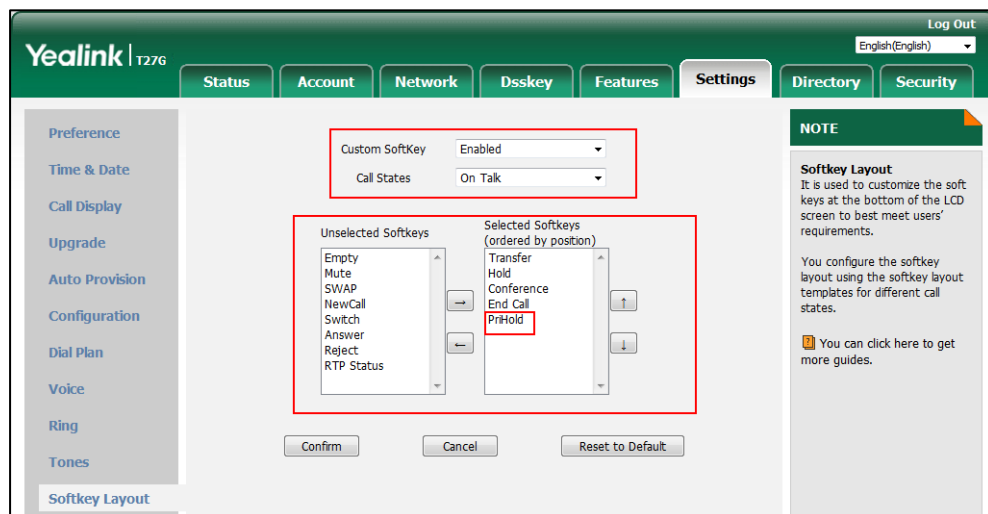 Log Out
Yealink | T27G
English(English)
Status Account Network Dsskey Features Settings Directory Security
Preference
Time & Date
Call Display
Upgrade
Auto Provision
Configuration
Dial Plan
Voice
Ring
Tones
Softkey Layout
Custom SoftKey Enabled
Call States On Talk
Unselected Softkeys
Empty
Mute
SWAP
NewCall
Switch
Answer
Reject
RTP Status
→
←
Selected Softkeys
(ordered by position)
Transfer
Hold
Conference
End Call
PriHold
↑
↓
Confirm Cancel Reset to Default
NOTE
Softkey Layout
It is used to customize the soft
keys at the bottom of the LCD
screen to best meet users'
requirements.
You configure the softkey
layout using the softkey layout
templates for different call
states.
? You can click here to get
more guides.